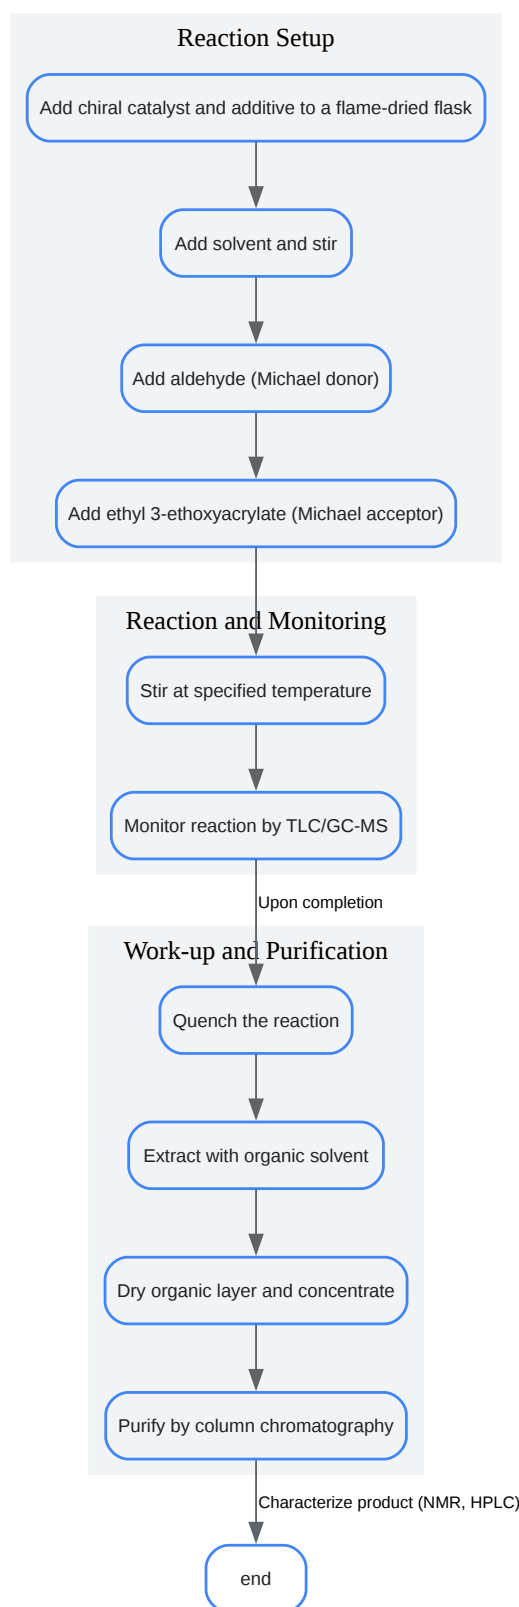 Reaction Setup
Add chiral catalyst and additive to a flame-dried flask
Add solvent and stir
Add aldehyde (Michael donor)
Add ethyl 3-ethoxyacrylate (Michael acceptor)
Reaction and Monitoring
Stir at specified temperature
Monitor reaction by TLC/GC-MS
Upon completion
Work-up and Purification
Quench the reaction
Extract with organic solvent
Dry organic layer and concentrate
Purify by column chromatography
Characterize product (NMR, HPLC)
end